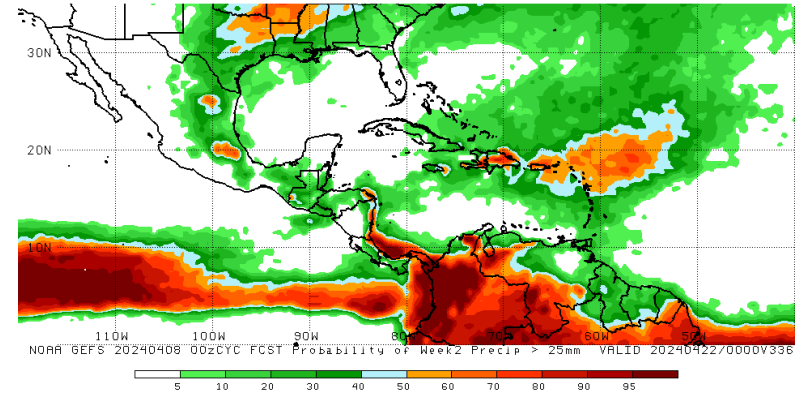 30N
20N
10N
110W 100W 90W 80W 70W 60W 50W
NOAA GEFS 20240408 00zCYC FCST Probability of Week2 Precip > 25mm VALID 20240422/0000V336
5 10 20 30 40 50 60 70 80 90 95